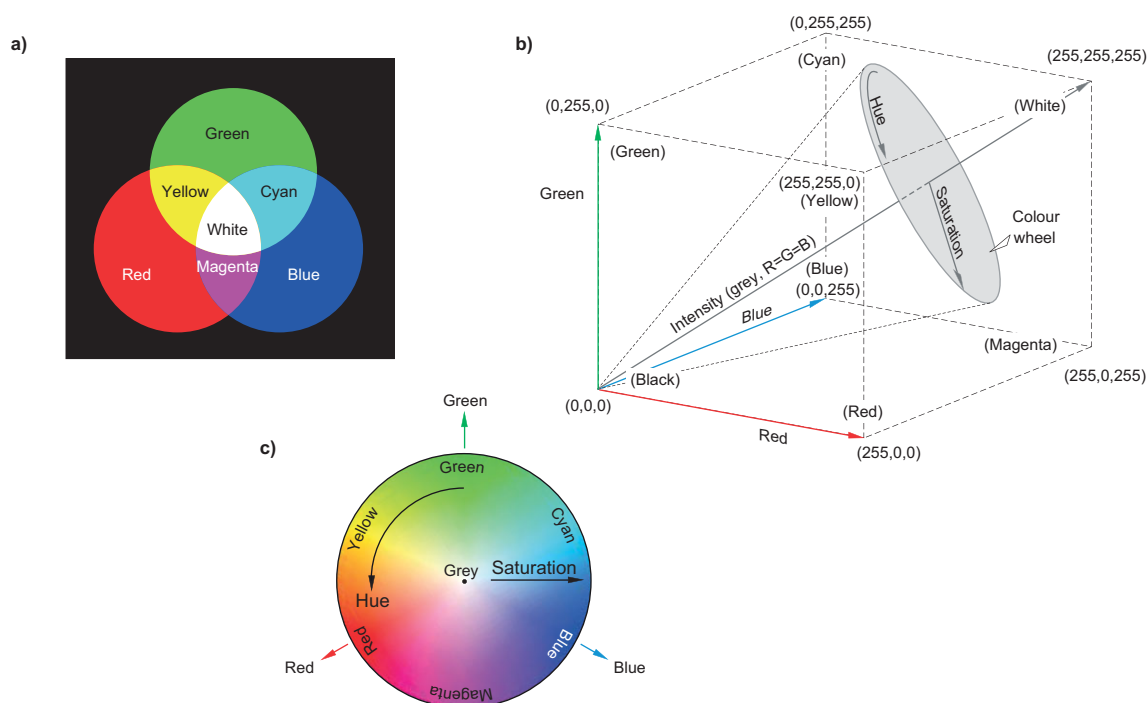 a)
Green
Yellow
Cyan
White
Red
Magenta
Blue
b)
(0,255,255)
(Cyan)
(255,255,255)
(White)
(0,255,0)
(Green)
Green
Hue
(255,255,0)
(Yellow)
Saturation
Colour
wheel
Intensity (grey, R=G=B)
(Blue)
(0,0,255)
Blue
(Magenta)
(255,0,255)
(Black)
(0,0,0)
(Red)
Red
(255,0,0)
c)
Green
Green
Yellow
Cyan
Grey
Saturation
Hue
Red
Blue
Red
Blue
Magenta